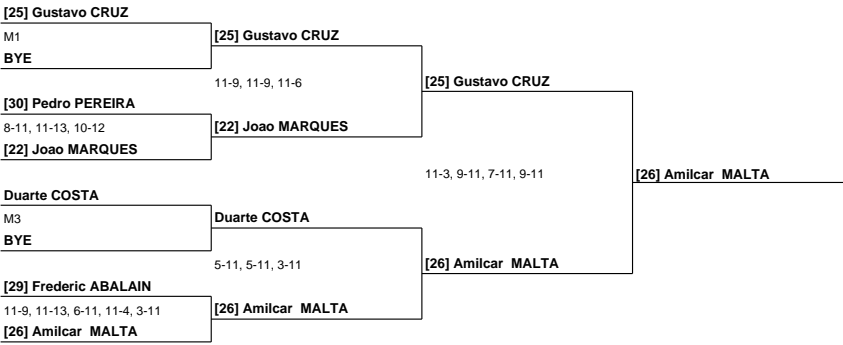 [25] Gustavo CRUZ
M1
BYE
[25] Gustavo CRUZ
11-9, 11-9, 11-6
[30] Pedro PEREIRA
8-11, 11-13, 10-12
[22] Joao MARQUES
[22] Joao MARQUES
[25] Gustavo CRUZ
11-3, 9-11, 7-11, 9-11
[26] Amilcar  MALTA
Duarte COSTA
M3
BYE
Duarte COSTA
5-11, 5-11, 3-11
[26] Amilcar  MALTA
[29] Frederic ABALAIN
11-9, 11-13, 6-11, 11-4, 3-11
[26] Amilcar  MALTA
[26] Amilcar  MALTA